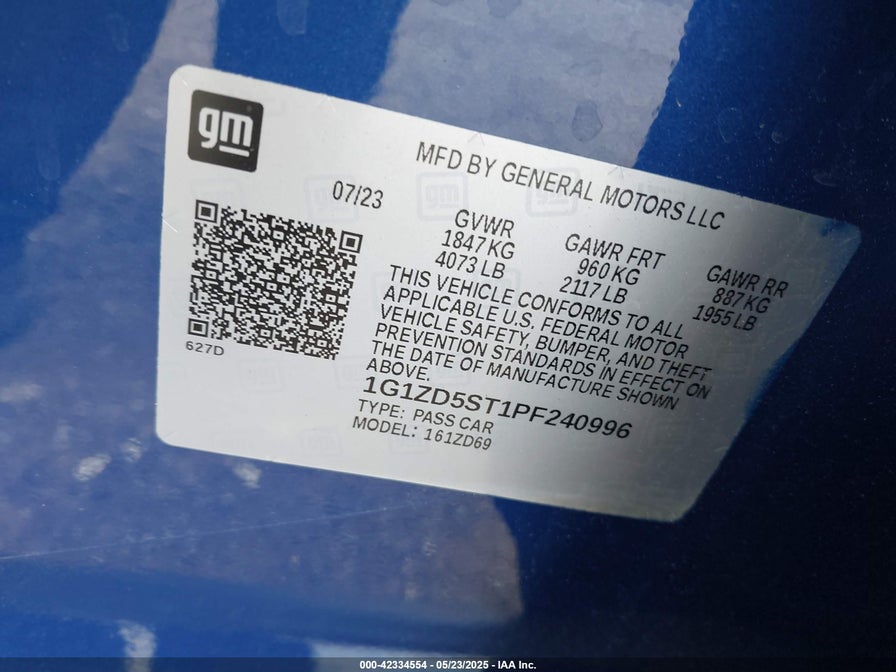 gm
MFD BY GENERAL MOTORS LLC
07/23
GVWR
1847 KG
4073 LB
GAWR FRT
960 KG
2117 LB
GAWR RR
887 KG
1955 LB
THIS VEHICLE CONFORMS TO ALL
APPLICABLE U.S. FEDERAL MOTOR
VEHICLE SAFETY, BUMPER, AND THEFT
PREVENTION STANDARDS IN EFFECT ON
THE DATE OF MANUFACTURE SHOWN
ABOVE.
627D
1G1ZD5ST1PF240996
TYPE: PASS CAR
MODEL: 161ZD69
000-42334554 - 05/23/2025 - IAA Inc.